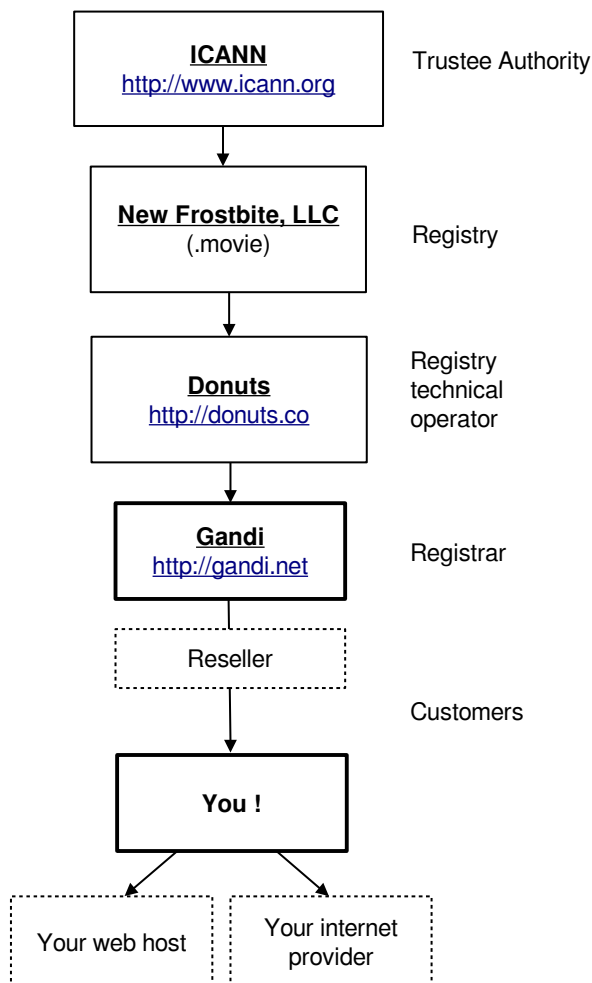 ICANN
http://www.icann.org
Trustee Authority
New Frostbite, LLC
(.movie)
Registry
Donuts
http://donuts.co
Registry
technical
operator
Gandi
http://gandi.net
Registrar
Reseller
Customers
You !
Your web host
Your internet
provider